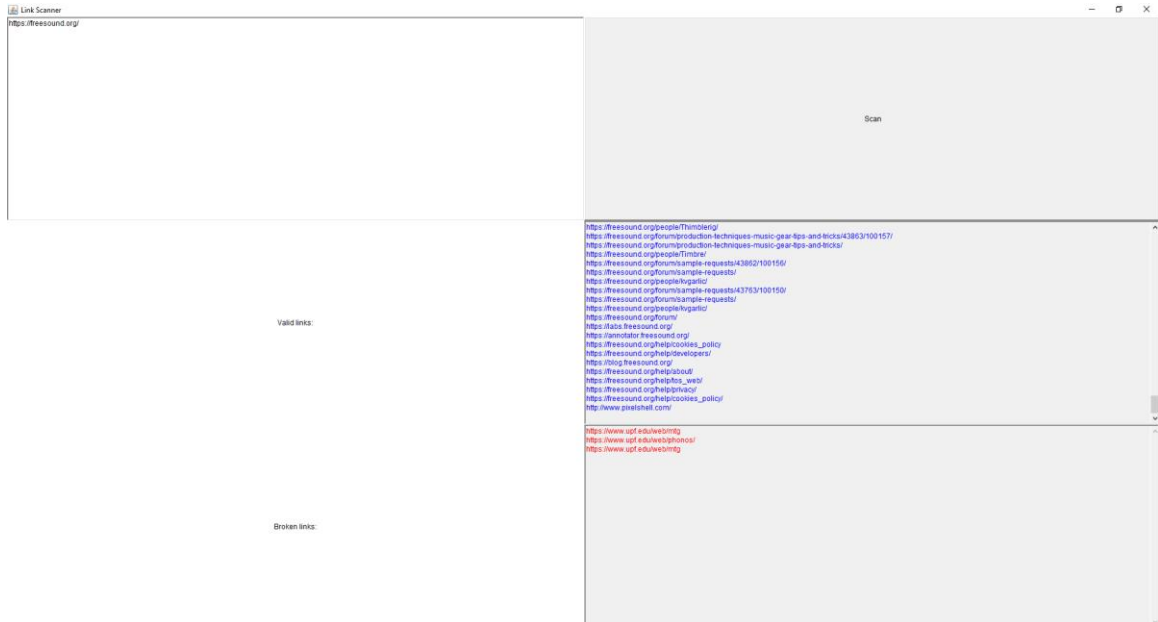 Link Scanner
https://freesound.org/
Scan
Valid links:
https://freesound.org/people/Thimblerig/
https://freesound.org/forum/production-techniques-music-gear-tips-and-tricks/43863/100157/
https://freesound.org/forum/production-techniques-music-gear-tips-and-tricks/
https://freesound.org/people/Timbre/
https://freesound.org/forum/sample-requests/43862/100156/
https://freesound.org/forum/sample-requests/
https://freesound.org/people/kvgarlic/
https://freesound.org/forum/sample-requests/43763/100150/
https://freesound.org/forum/sample-requests/
https://freesound.org/people/kvgarlic/
https://freesound.org/forum/
https://labs.freesound.org/
https://annotator.freesound.org/
https://freesound.org/help/cookies_policy
https://freesound.org/help/developers/
https://blog.freesound.org/
https://freesound.org/help/about/
https://freesound.org/help/tos_web/
https://freesound.org/help/privacy/
https://freesound.org/help/cookies_policy/
http://www.pixelshell.com/
Broken links:
https://www.upf.edu/web/mtg
https://www.upf.edu/web/phonos/
https://www.upf.edu/web/mtg